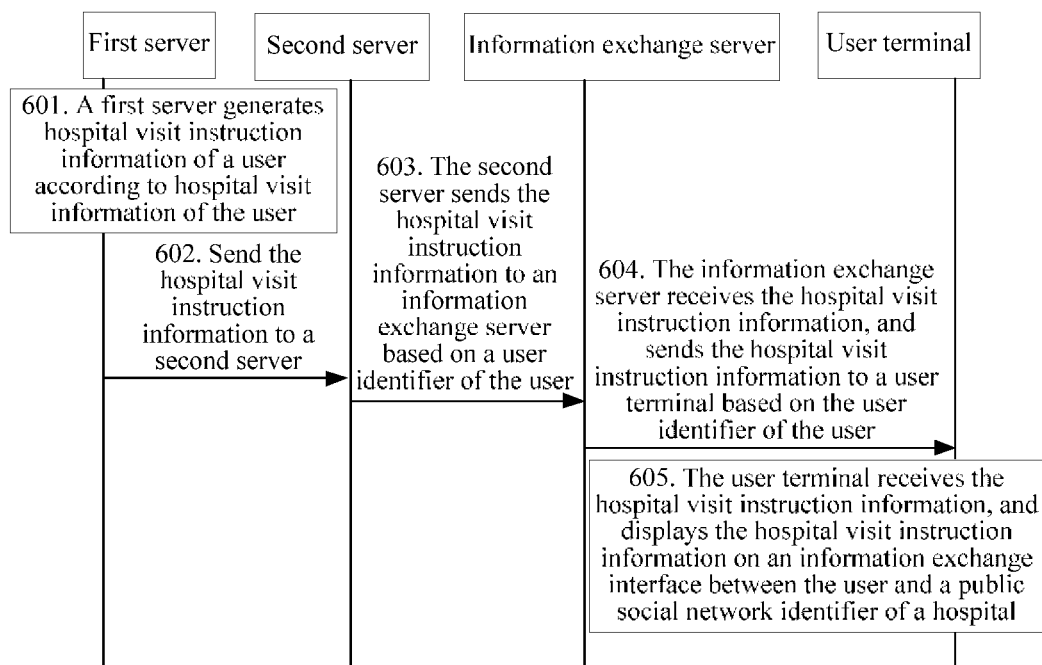 First server
Second server
Information exchange server
User terminal
601. A first server generates
hospital visit instruction
information of a user
according to hospital visit
information of the user
602. Send the
hospital visit
instruction
information to a
second server
603. The second
server sends the
hospital visit
instruction
information to an
information
exchange server
based on a user
identifier of the user
604. The information exchange
server receives the hospital visit
instruction information, and
sends the hospital visit
instruction information to a user
terminal based on the user
identifier of the user
605. The user terminal receives the
hospital visit instruction information, and
displays the hospital visit instruction
information on an information exchange
interface between the user and a public
social network identifier of a hospital